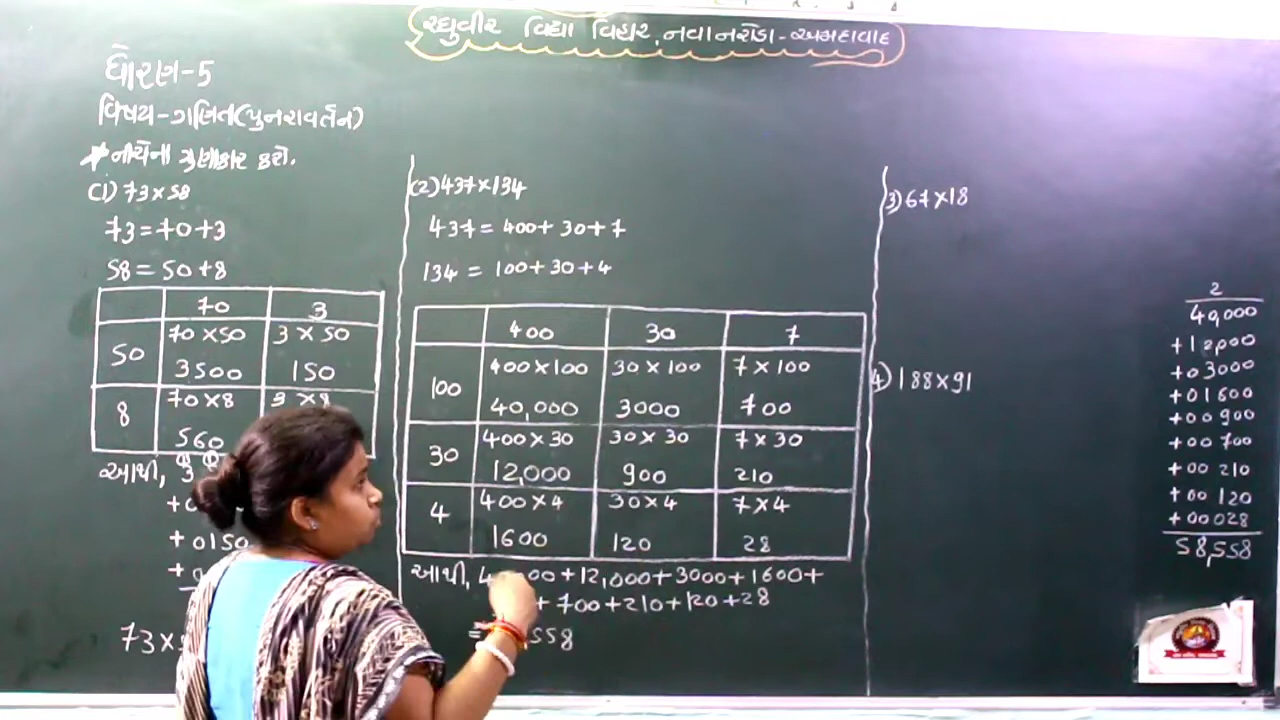 રઘુવીર વિદ્યા વિહાર, નવાનરોડા-અમદાવાદ
ધોરણ-5
વિષય-ગણિત(પુનરાવર્તન)
નીચેના ગુણાકાર કરો.
(1) 73×58
73=70+3
58=50+8
70 3
50 70×50 3×50
3500 150
8 70×8 3×8
560
આથી, 3
+0150
73×
(2) 437×134
437=400+30+7
134=100+30+4
400 30 7
100 400×100 30×100 7×100
40,000 3000 700
30 400×30 30×30 7×30
12,000 900 210
4 400×4 30×4 7×4
1600 120 28
આથી, 4 00+12,000+3000+1600+
+700+210+120+28
= 558
3) 67×18
4) 188×91
2
40,000
+12000
+03000
+01600
+00900
+00700
+00210
+00120
+00028
58,558